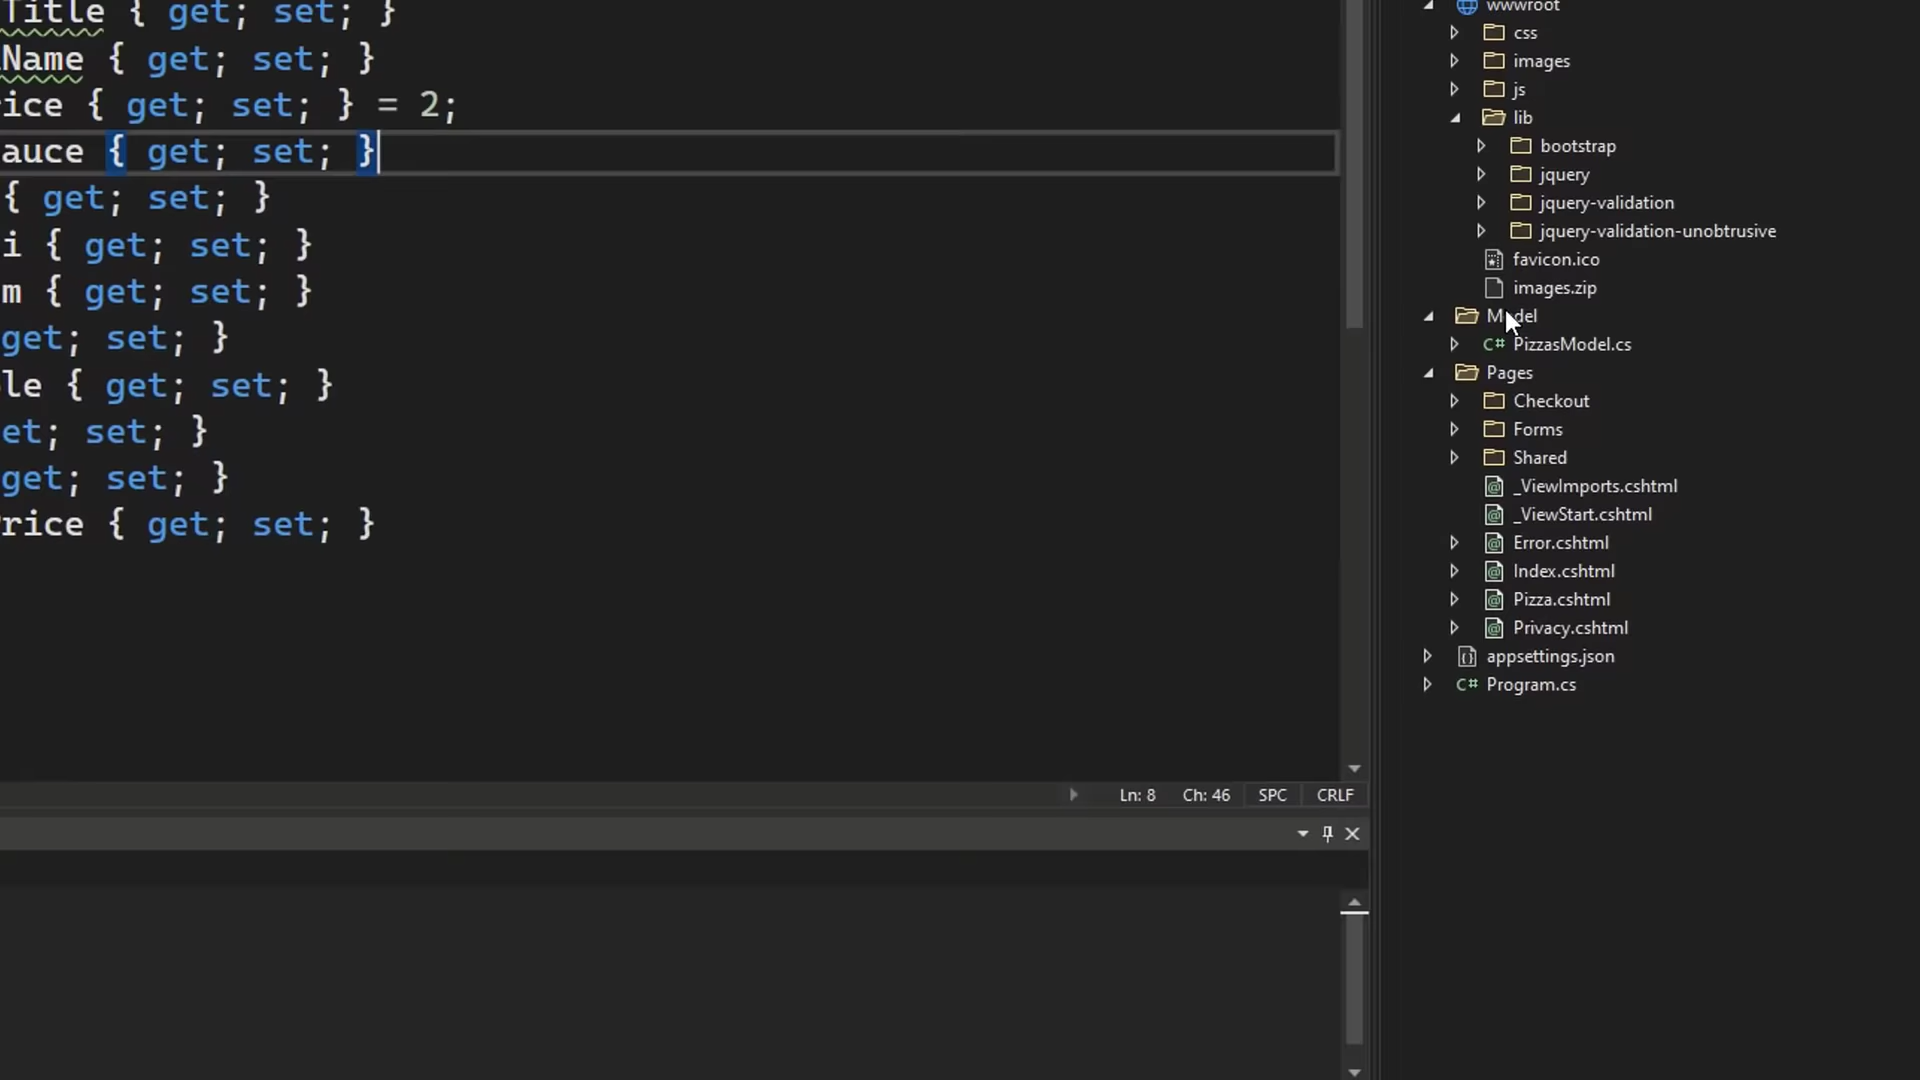 Title { get; set; }
Name { get; set; }
rice { get; set; } = 2;
auce { get; set; }
{ get; set; }
i { get; set; }
m { get; set; }
get; set; }
le { get; set; }
et; set; }
get; set; }
rice { get; set; }
Ln: 8 Ch: 46 SPC CRLF
wwwroot
css
images
js
lib
bootstrap
jquery
jquery-validation
jquery-validation-unobtrusive
favicon.ico
images.zip
Model
C# PizzasModel.cs
Pages
Checkout
Forms
Shared
_ViewImports.cshtml
_ViewStart.cshtml
Error.cshtml
Index.cshtml
Pizza.cshtml
Privacy.cshtml
appsettings.json
C# Program.cs